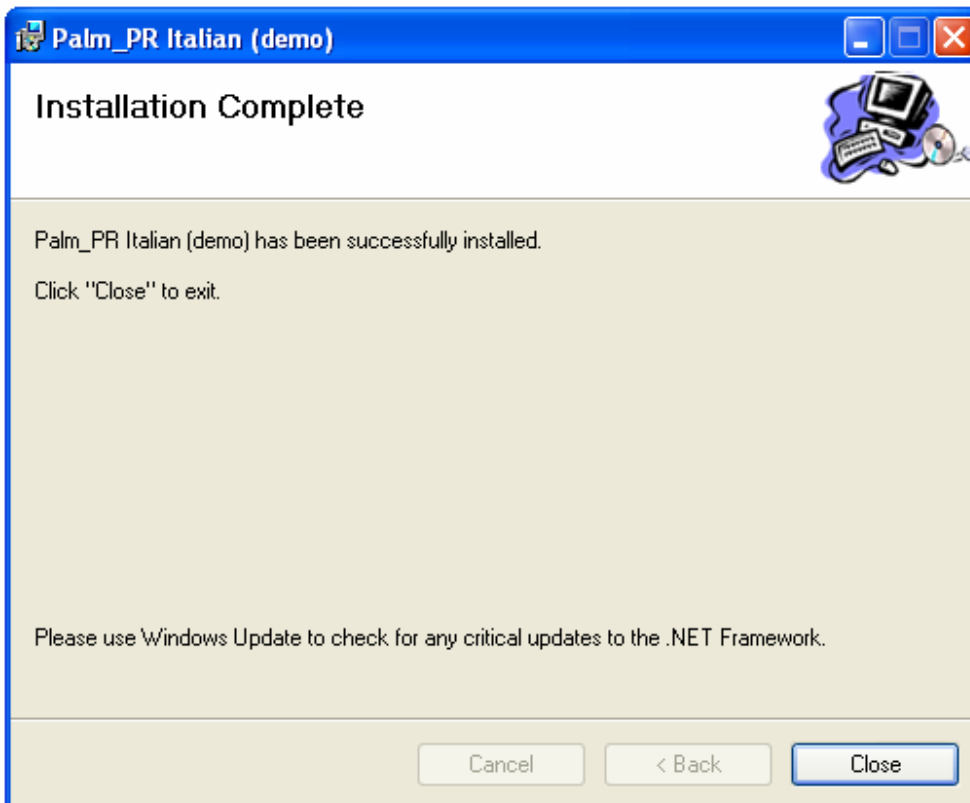 Palm_PR Italian (demo)
Installation Complete
Palm_PR Italian (demo) has been successfully installed.
Click "Close" to exit.
Please use Windows Update to check for any critical updates to the .NET Framework.
Cancel
< Back
Close